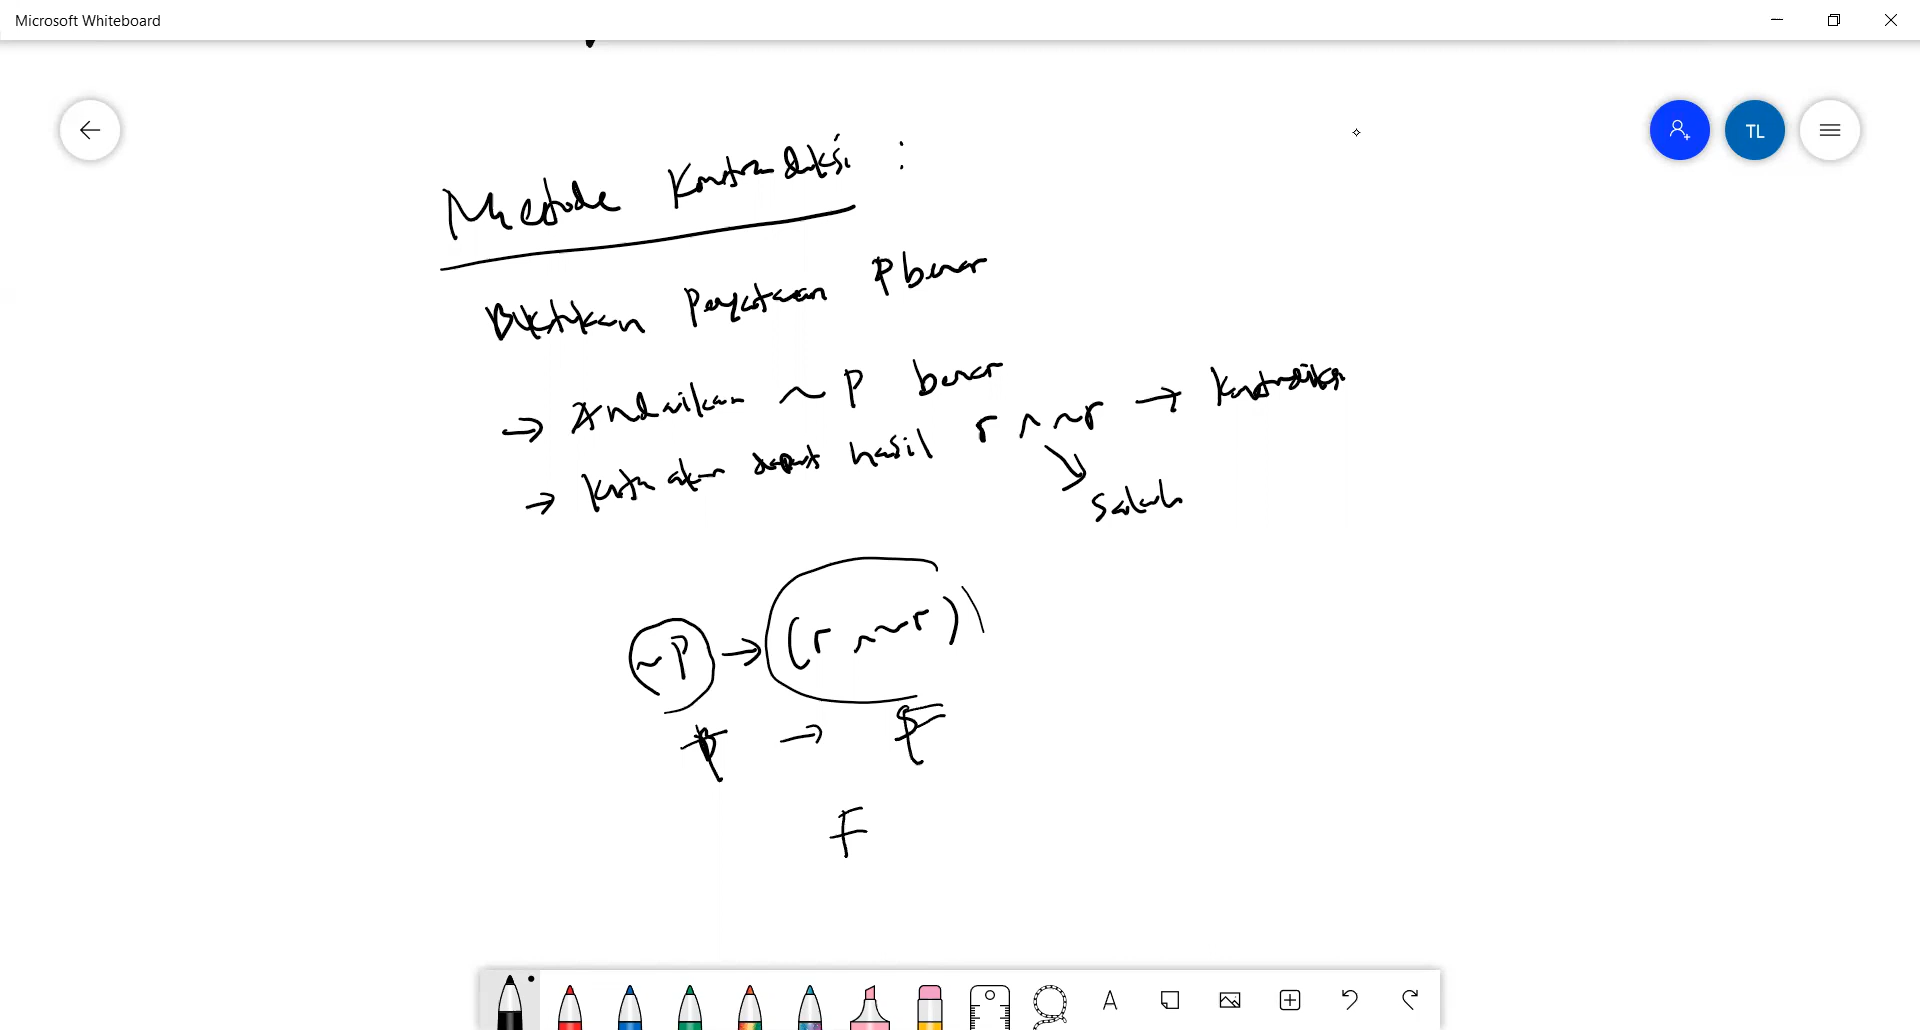 Microsoft Whiteboard
TL
Metode Kontradiksi :
Buktikan Pernyataan P benar
→ Andaikan ~ P benar
→ kita akan dapat hasil r ∧ ~r → kontradiksi
salah
~P → (r ∧ ~r)
→ F
F
A